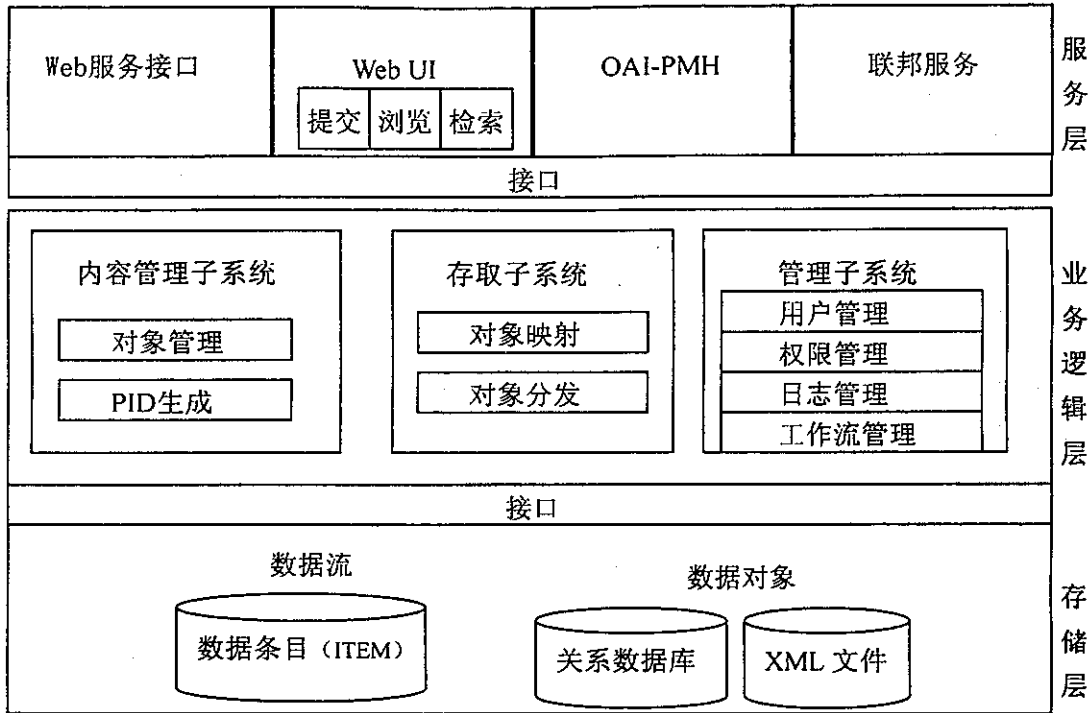 Web服务接口
Web UI
提交 浏览 检索
OAI-PMH
联邦服务
服务层
接口
内容管理子系统
对象管理
PID生成
存取子系统
对象映射
对象分发
管理子系统
用户管理
权限管理
日志管理
工作流管理
业务逻辑层
接口
数据流
数据条目（ITEM）
数据对象
关系数据库
XML 文件
存储层